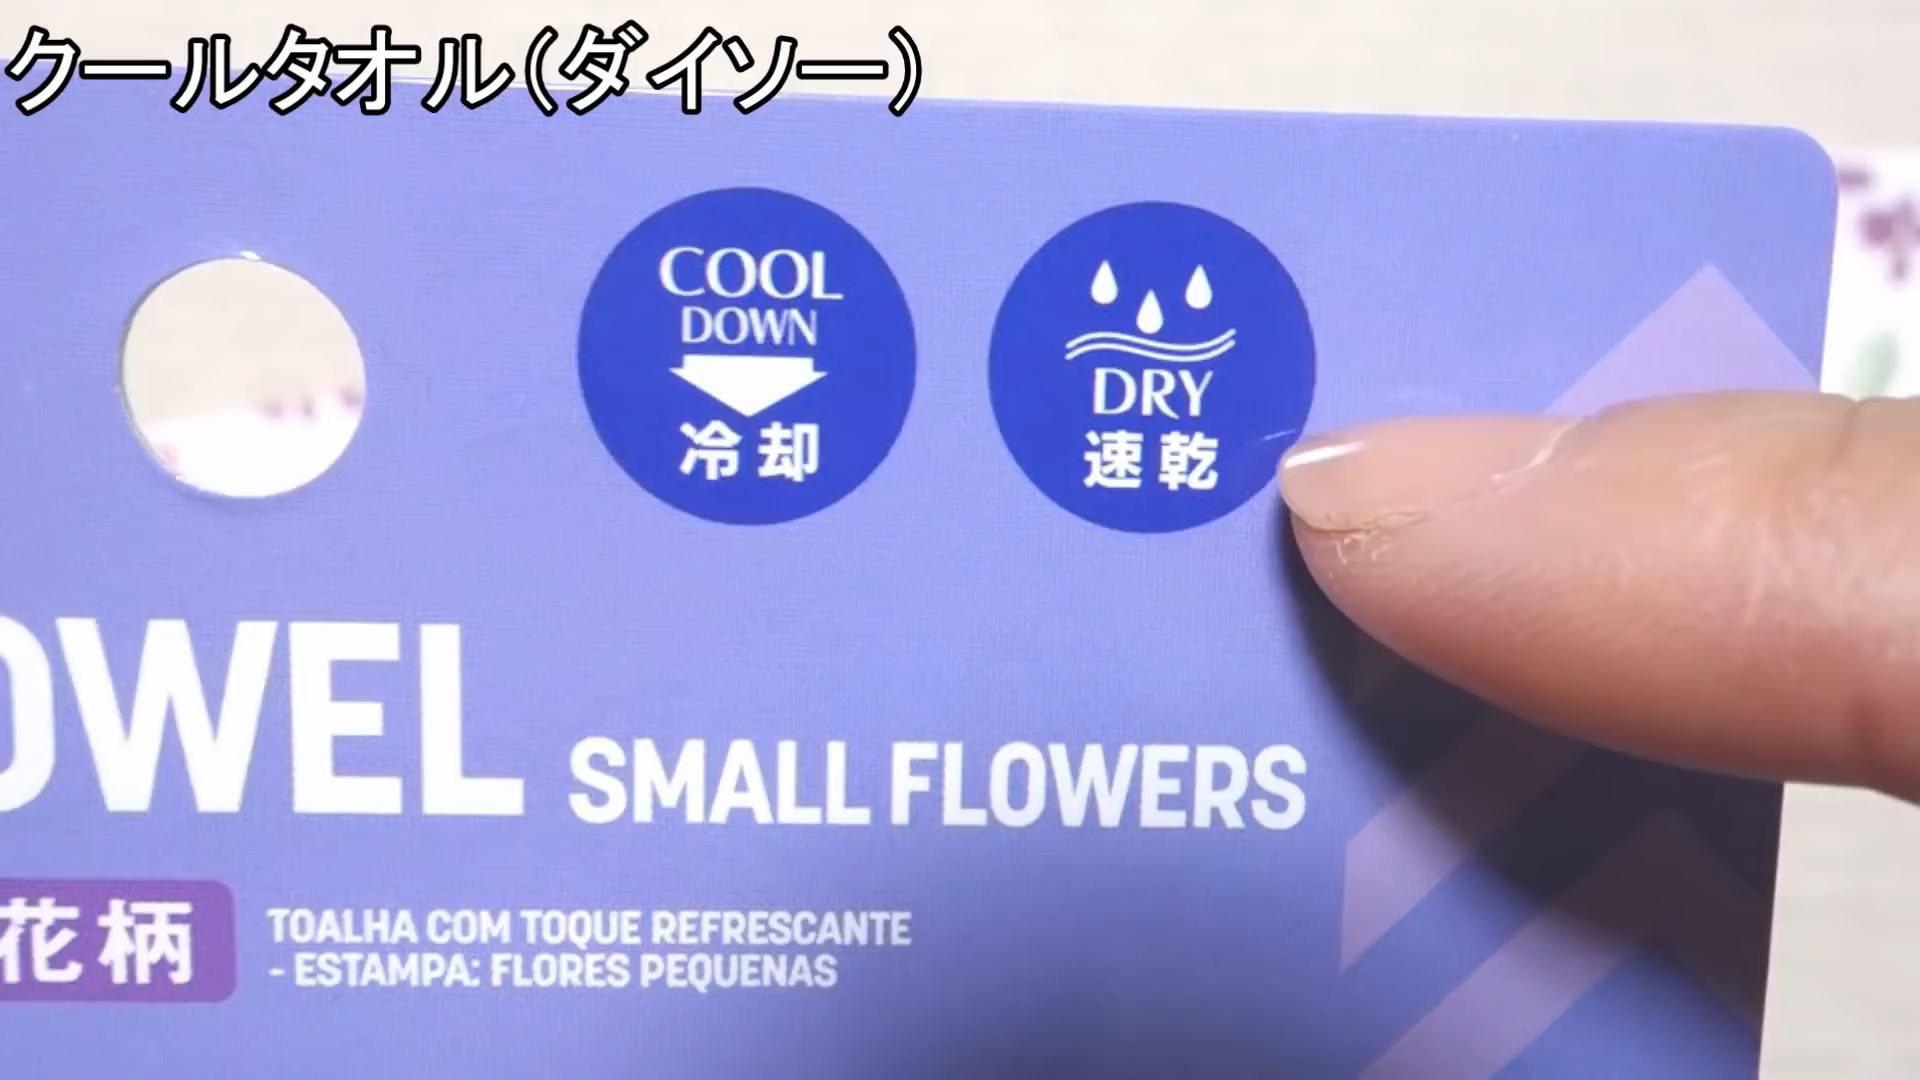 クールタオル（ダイソー）
COOL
DOWN
冷却
DRY
速乾
OWEL SMALL FLOWERS
花柄
TOALHA COM TOQUE REFRESCANTE
- ESTAMPA: FLORES PEQUENAS